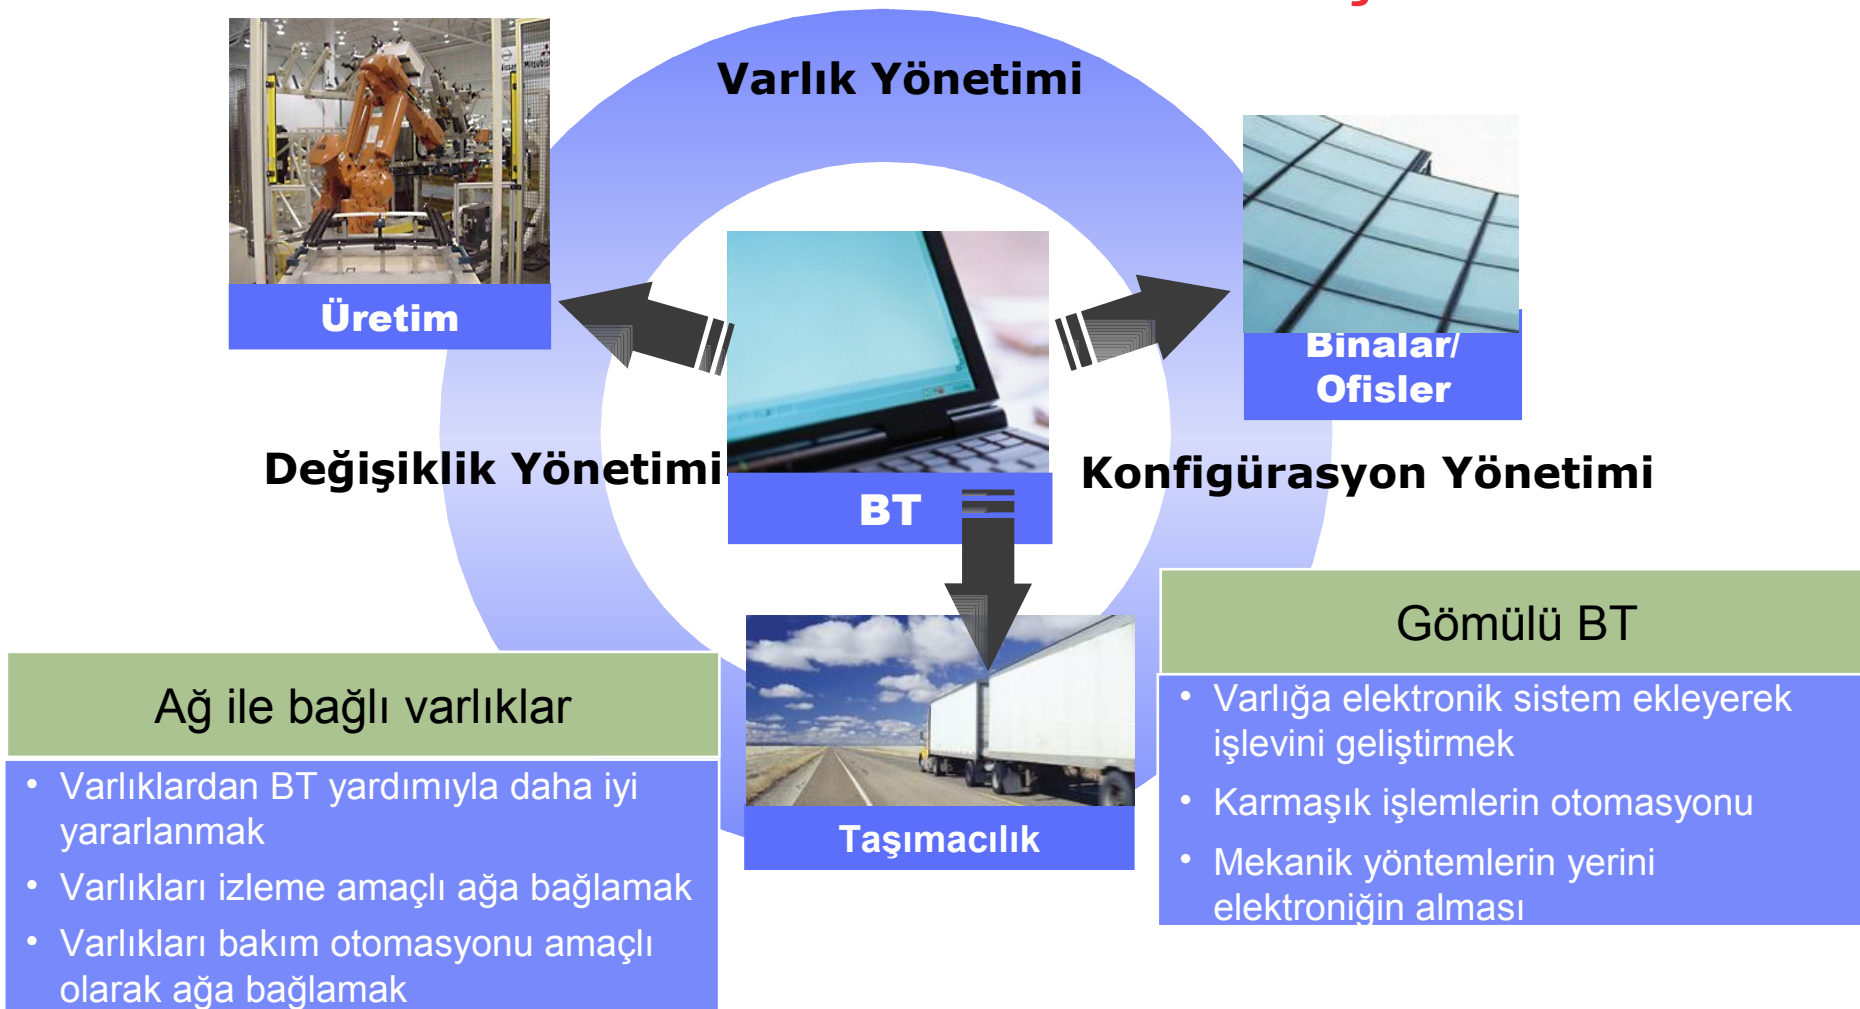 Varlık Yönetimi
Nissan
Mitsubishi
Üretim
Binalar/
Ofisler
Değişiklik Yönetimi
Konfigürasyon Yönetimi
BT
Gömülü BT
• Varlığa elektronik sistem ekleyerek
işlevini geliştirmek
• Karmaşık işlemlerin otomasyonu
• Mekanik yöntemlerin yerini
elektroniğin alması
Ağ ile bağlı varlıklar
• Varlıklardan BT yardımıyla daha iyi
yararlanmak
• Varlıkları izleme amaçlı ağa bağlamak
• Varlıkları bakım otomasyonu amaçlı
olarak ağa bağlamak
Taşımacılık